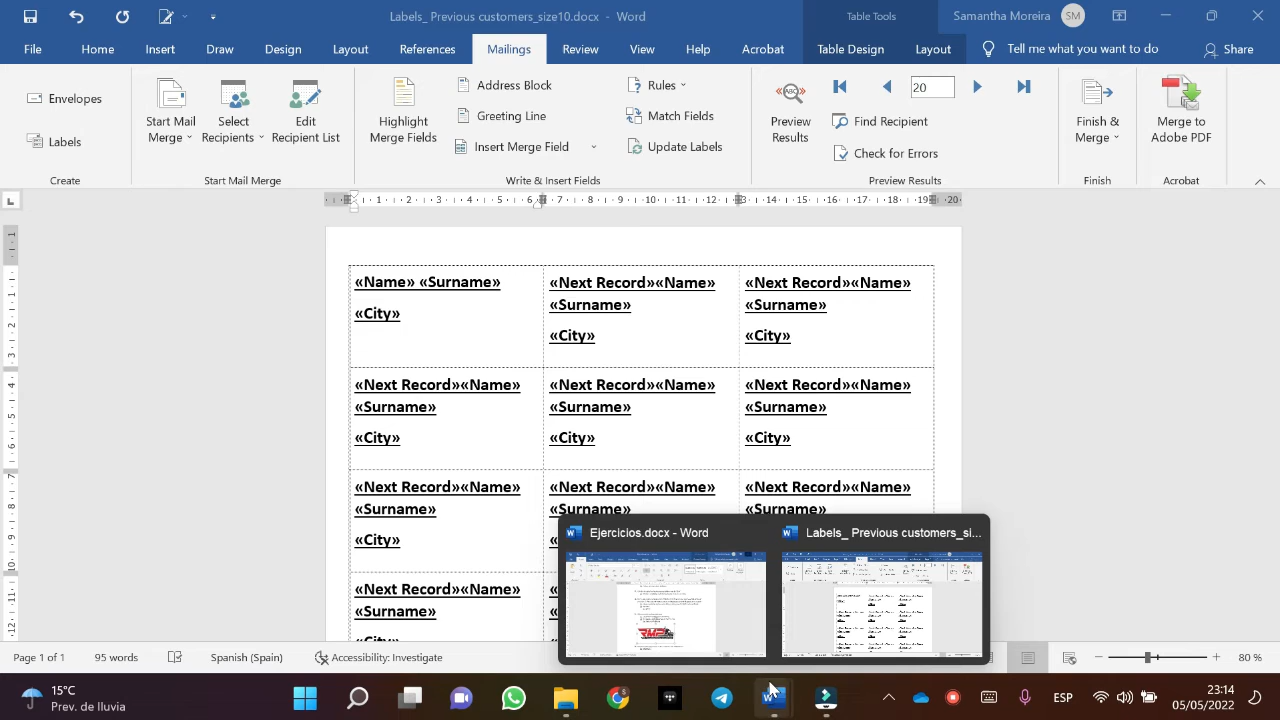 Labels_ Previous customers_size10.docx - Word
Table Tools
Samantha Moreira
SM
File Home Insert Draw Design Layout References Mailings Review View Help Acrobat Table Design Layout Tell me what you want to do Share
Envelopes
Labels
Create
Start Mail
Merge
Select
Recipients
Edit
Recipient List
Start Mail Merge
Highlight
Merge Fields
Address Block
Greeting Line
Insert Merge Field
Rules
Match Fields
Update Labels
Write & Insert Fields
Preview
Results
20
Find Recipient
Check for Errors
Preview Results
Finish &
Merge
Finish
Merge to
Adobe PDF
Acrobat
«Name» «Surname»
«City»
«Next Record»«Name»
«Surname»
«City»
«Next Record»«Name»
«Surname»
«City»
«Next Record»«Name»
«Surname»
«City»
«Next Record»«Name»
«Surname»
«City»
«Next Record»«Name»
«Surname»
«City»
«Next Record»«Name»
«Surname»
«City»
«Next Record»«Name»
«Surname»
«Next Record»«Name»
«Surname»
«Next Record»«Name»
«Surname»
Ejercicios.docx - Word
Labels_ Previous customers_si...
Page 1 of 1
95 words
Spanish (Spain)
Accessibility: Investigate
80 %
15°C
Prev. de lluvia
ESP
23:14
05/05/2022